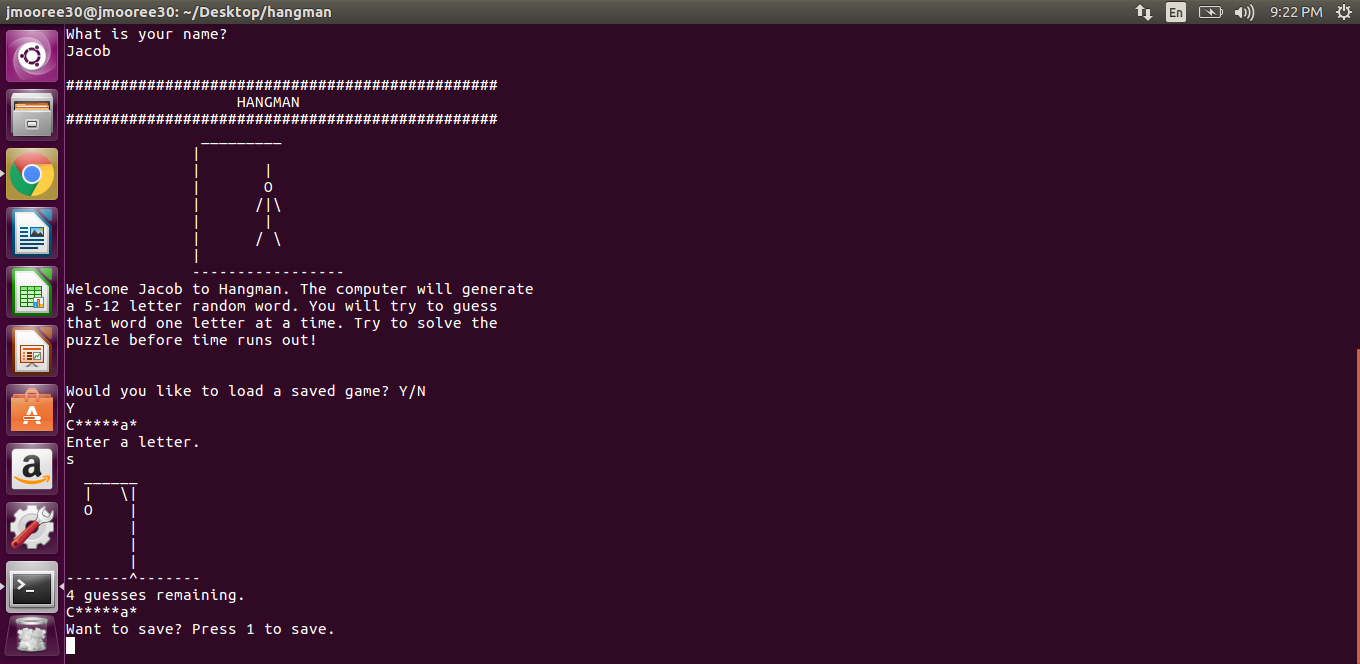 jmooree30@jmooree30: ~/Desktop/hangman
En
9:22 PM
What is your name?
Jacob
################################################
                   HANGMAN
################################################
               _________
              |
              |       |
              |       O
              |      /|\
              |       |
              |      / \
              |
              -----------------
Welcome Jacob to Hangman. The computer will generate
a 5-12 letter random word. You will try to guess
that word one letter at a time. Try to solve the
puzzle before time runs out!
Would you like to load a saved game? Y/N
Y
C*****a*
Enter a letter.
s
  ______
  |   \|
  O    |
       |
       |
       |
-------^-------
4 guesses remaining.
C*****a*
Want to save? Press 1 to save.